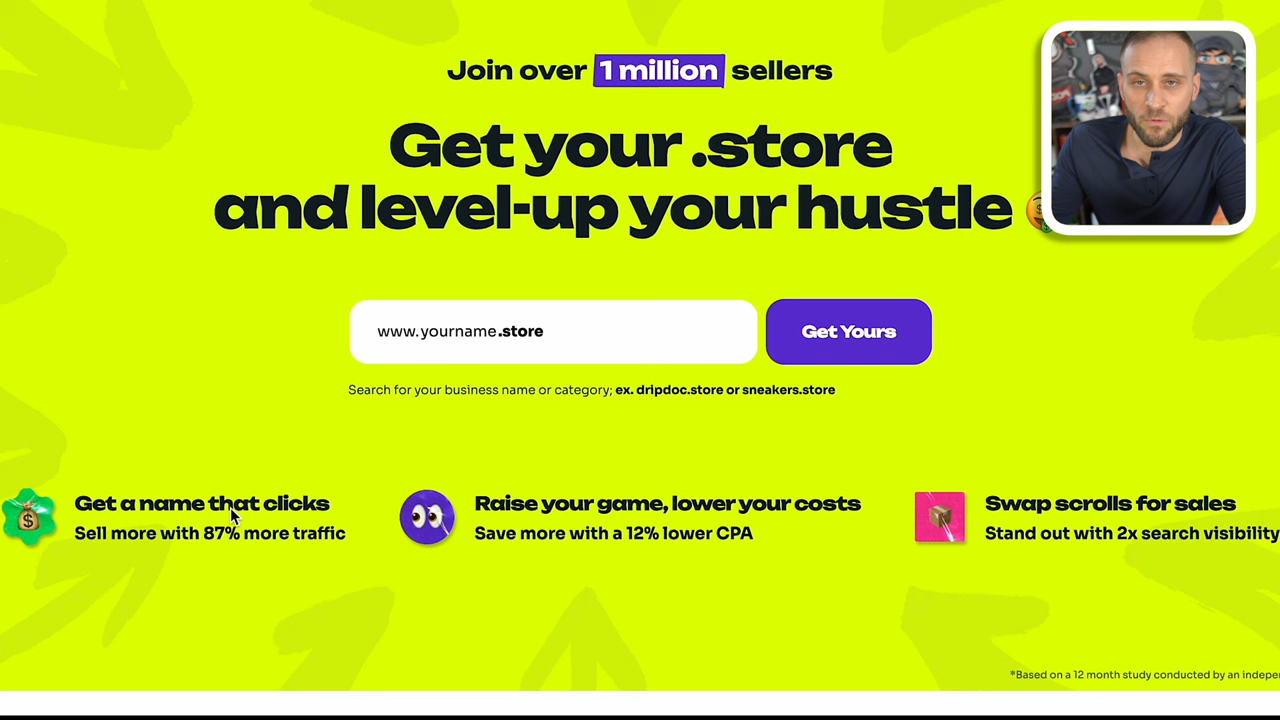 Join over 1 million sellers
Get your .store
and level-up your hustle
www.yourname.store
Get Yours
Search for your business name or category; ex. dripdoc.store or sneakers.store
Get a name that clicks
Sell more with 87% more traffic
Raise your game, lower your costs
Save more with a 12% lower CPA
Swap scrolls for sales
Stand out with 2x search visibility
*Based on a 12 month study conducted by an